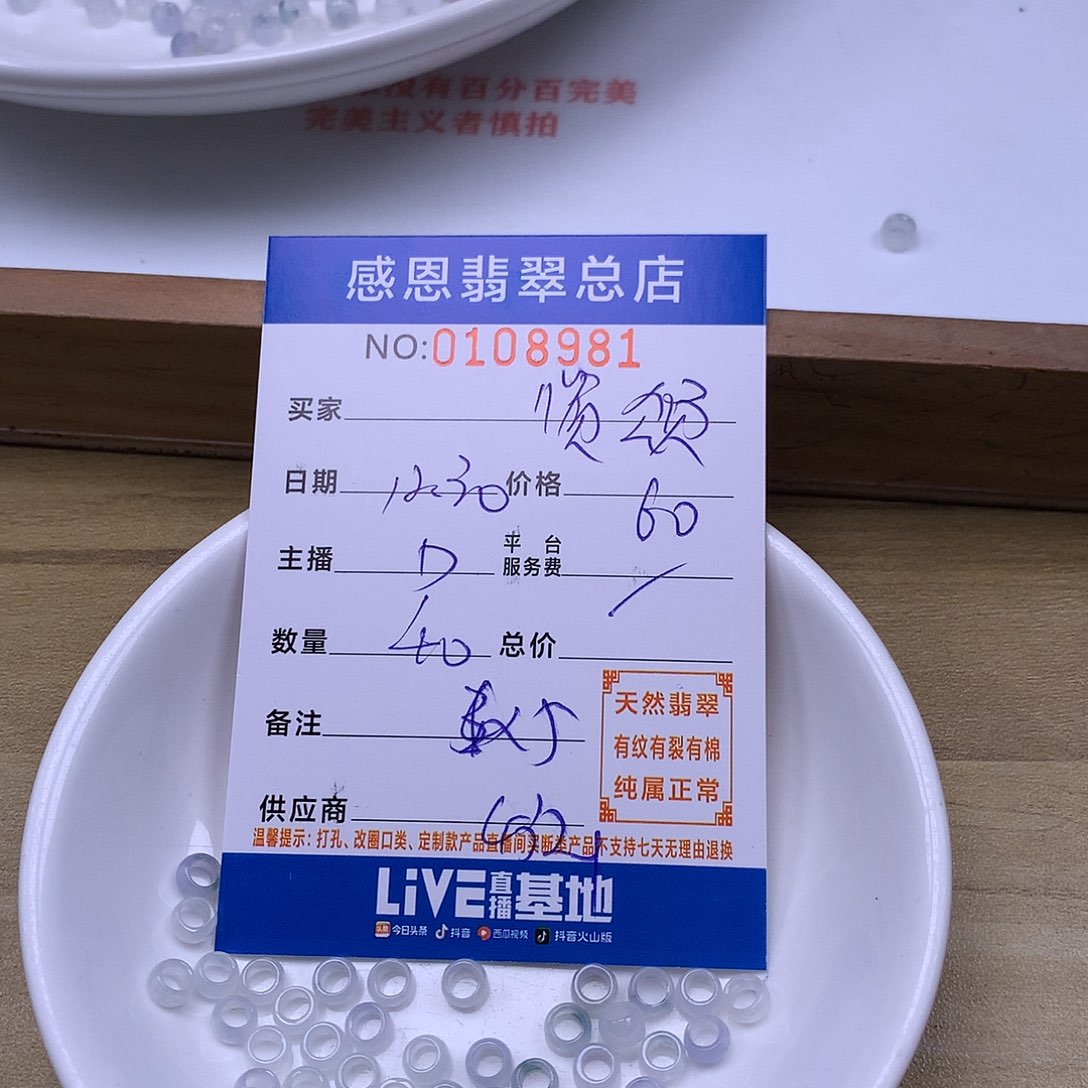 没有百分百完美
完美主义者慎拍
感恩翡翠总店
NO:0108981
买家 顺颂
日期 12:30 价格 60
主播 D 平台服务费 /
数量 40 总价
备注 散
天然翡翠
有纹有裂有棉
纯属正常
供应商
温馨提示：打孔、改圈口类、定制款产品直播间买断类产品不支持七天无理由退换
LiVE直播基地
头条 今日头条 抖音 西瓜视频 抖音火山版